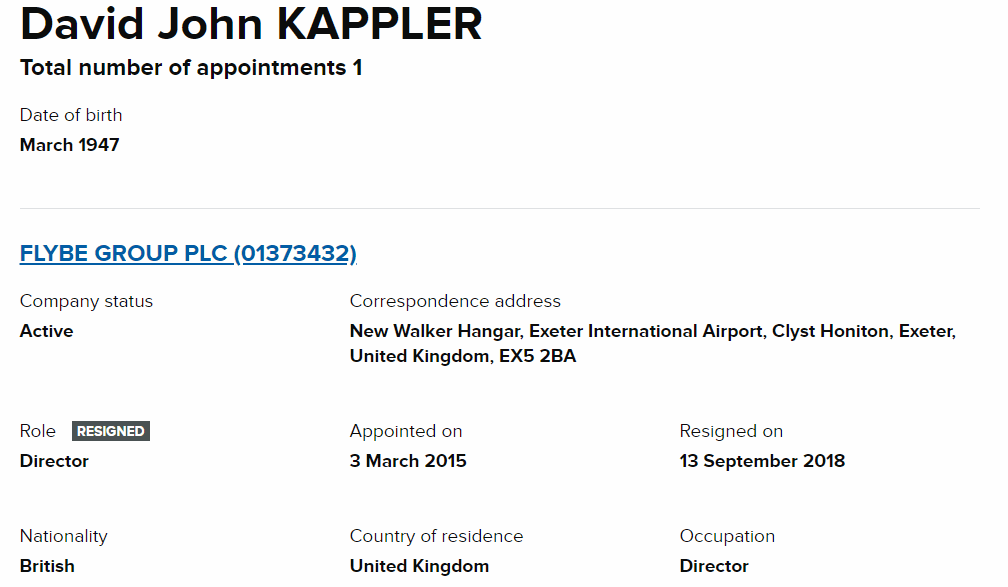 David John KAPPLER
Total number of appointments 1
Date of birth
March 1947
FLYBE GROUP PLC (01373432)
Company status
Active
Correspondence address
New Walker Hangar, Exeter International Airport, Clyst Honiton, Exeter,
United Kingdom, EX5 2BA
Role RESIGNED
Director
Appointed on
3 March 2015
Resigned on
13 September 2018
Nationality
British
Country of residence
United Kingdom
Occupation
Director